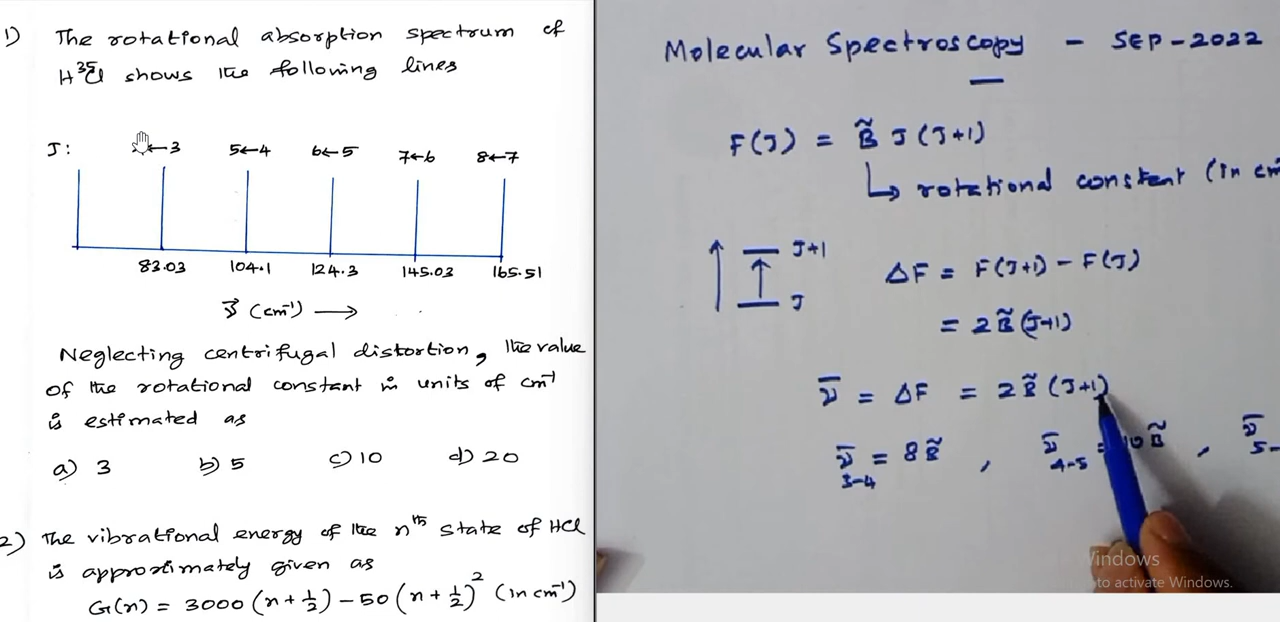 1) The rotational absorption spectrum of
H³⁵Cl shows the following lines
J: ←3 5←4 6←5 7←6 8←7
83.03 104.1 124.3 145.03 165.51
ν̄ (cm⁻¹) →
Neglecting centrifugal distortion, the value
of the rotational constant in units of cm⁻¹
is estimated as
a) 3 b) 5 c) 10 d) 20
2) The vibrational energy of the nᵗʰ state of HCl
is approximately given as
G(n) = 3000 (n + 1/2) - 50 (n + 1/2)² (in cm⁻¹)
Molecular Spectroscopy - SEP-2022
F(J) = B̃ J(J+1)
↳ rotational constant (in
J+1
J
ΔF = F(J+1) - F(J)
= 2B̃(J+1)
ν̄ = ΔF = 2B̃(J+1)
ν̄ 3-4 = 8B̃ , ν̄ 4-5 = 10B̃ , ν̄ 5-
Windows
to activate Windows.